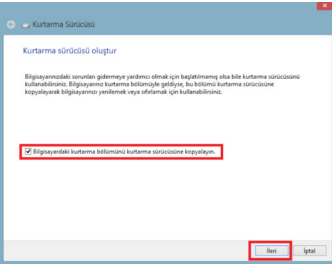 Kurtarma Sürücüsü
Kurtarma sürücüsü oluştur
Bilgisayarınızdaki sorunları gidermeye yardımcı olmak için başlatılmamış olsa bile kurtarma sürücüsünü
kullanabilirsiniz. Bilgisayarınız kurtarma bölümüyle geldiyse, bu bölümü kurtarma sürücüsüne
kopyalayarak bilgisayarınızı yenilemek veya sıfırlamak için kullanabilirsiniz.
Bilgisayardaki kurtarma bölümünü kurtarma sürücüsüne kopyalayın.
İleri İptal